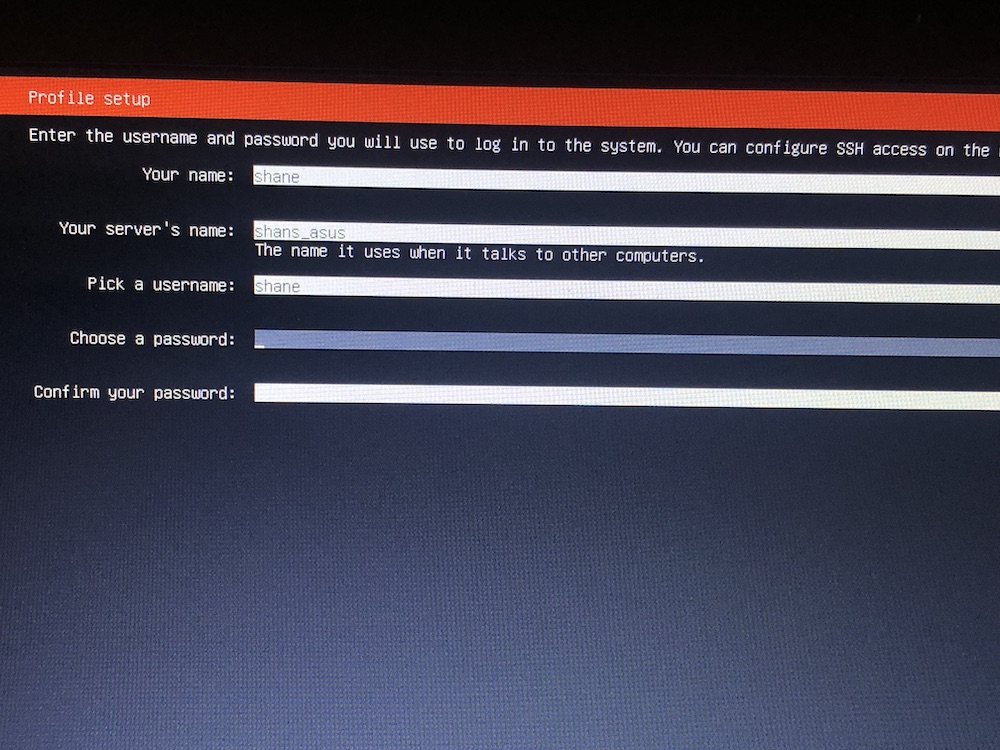 Profile setup
Enter the username and password you will use to log in to the system. You can configure SSH access on the
Your name: shane
Your server's name: shans_asus
The name it uses when it talks to other computers.
Pick a username: shane
Choose a password:
Confirm your password: